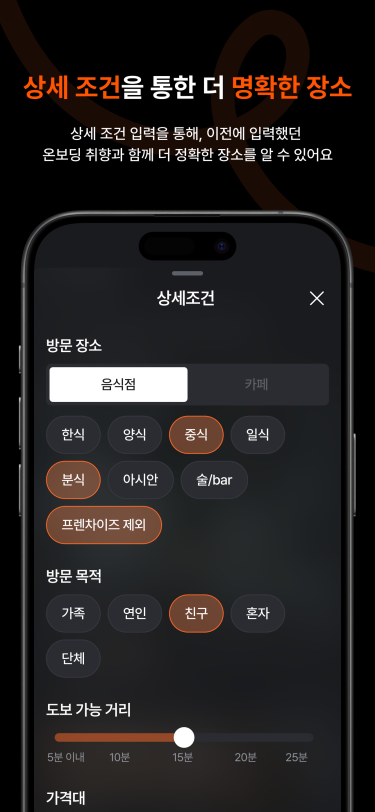 상세 조건을 통한 더 명확한 장소
상세 조건 입력을 통해, 이전에 입력했던
온보딩 취향과 함께 더 정확한 장소를 알 수 있어요
상세조건
방문 장소
음식점 카페
한식 양식 중식 일식
분식 아시안 술/bar
프렌차이즈 제외
방문 목적
가족 연인 친구 혼자
단체
도보 가능 거리
5분 이내 10분 15분 20분 25분
가격대